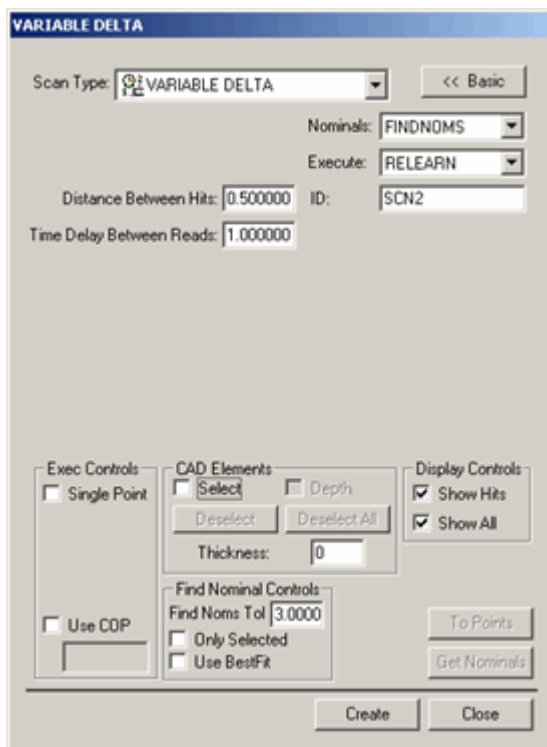 VARIABLE DELTA
Scan Type: VARIABLE DELTA << Basic
Nominals: FINDNOMS
Execute: RELEARN
Distance Between Hits: 0.500000 ID: SCN2
Time Delay Between Reads: 1.000000
Exec Controls CAD Elements Display Controls
Single Point Select Depth Show Hits
Deselect Deselect All Show All
Thickness: 0
Find Nominal Controls
Use COP Find Noms Tol 3.0000 To Points
Only Selected
Use BestFit Get Nominals
Create Close